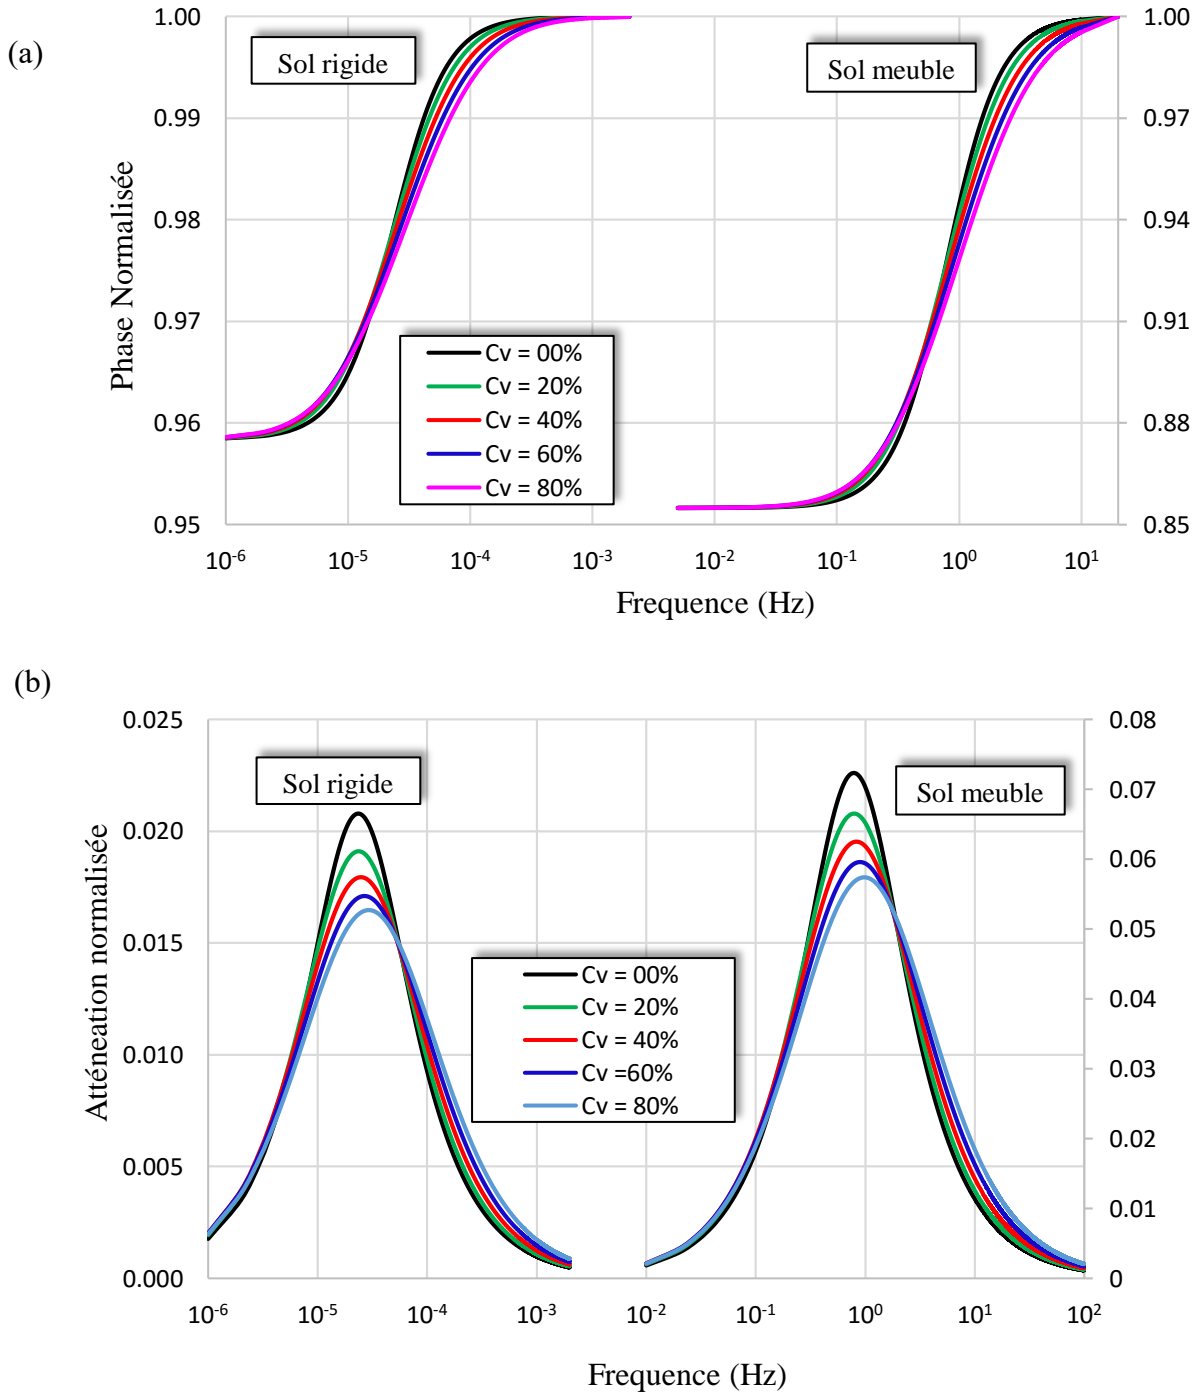 (a)
Sol rigide
Sol meuble
Phase Normalisée
1.00
0.99
0.98
0.97
0.96
0.95
1.00
0.97
0.94
0.91
0.88
0.85
Cv = 00%
Cv = 20%
Cv = 40%
Cv = 60%
Cv = 80%
10-6 10-5 10-4 10-3 10-2 10-1 100 101
Frequence (Hz)
(b)
Sol rigide
Sol meuble
Atténeation normalisée
0.025
0.020
0.015
0.010
0.005
0.000
0.08
0.07
0.06
0.05
0.04
0.03
0.02
0.01
0
Cv = 00%
Cv = 20%
Cv = 40%
Cv =60%
Cv = 80%
10-6 10-5 10-4 10-3 10-2 10-1 100 101 102
Frequence (Hz)